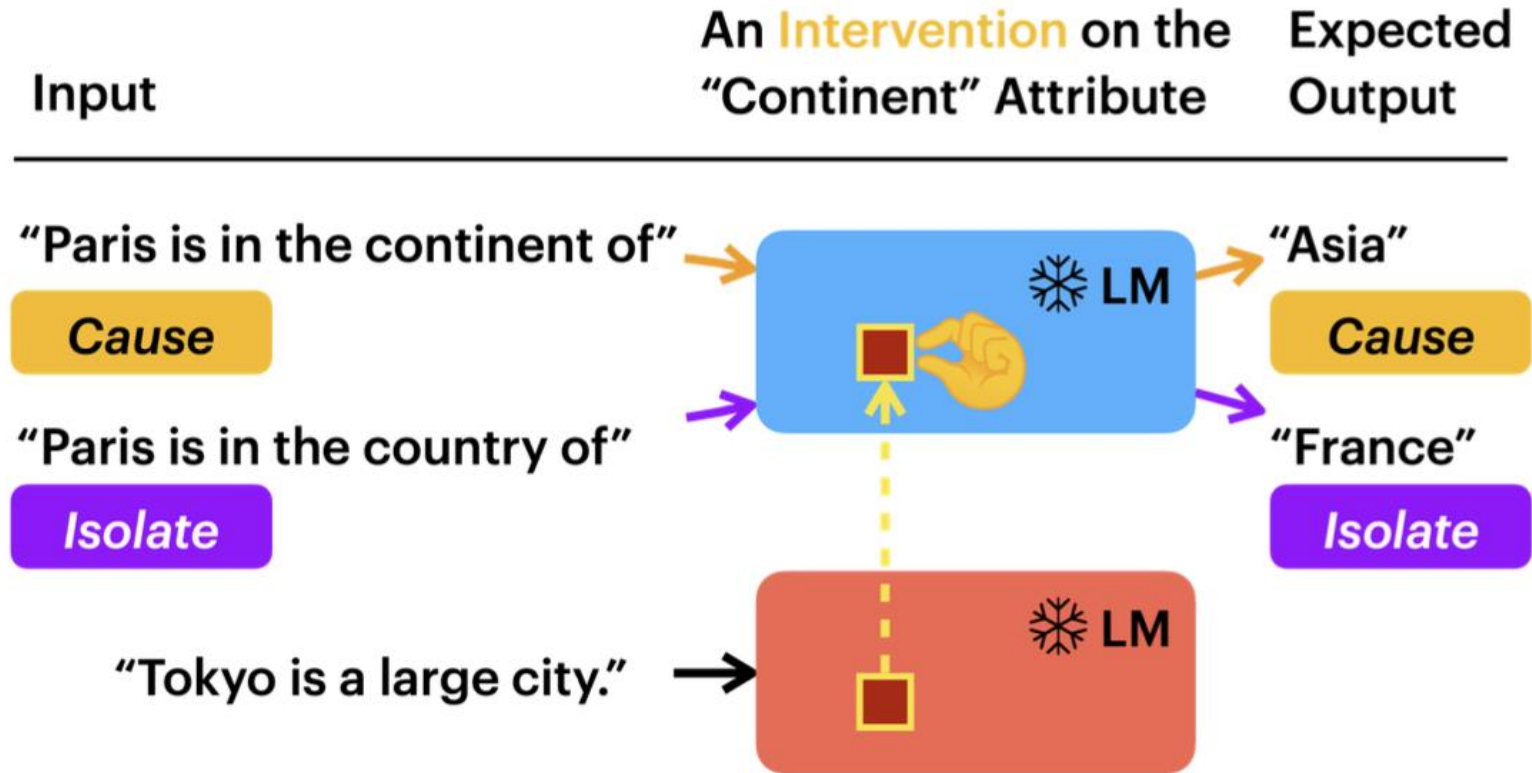 Input
An Intervention on the
“Continent” Attribute
Expected
Output
“Paris is in the continent of”
Cause
LM
“Asia”
Cause
“Paris is in the country of”
Isolate
“France”
Isolate
“Tokyo is a large city.”
LM